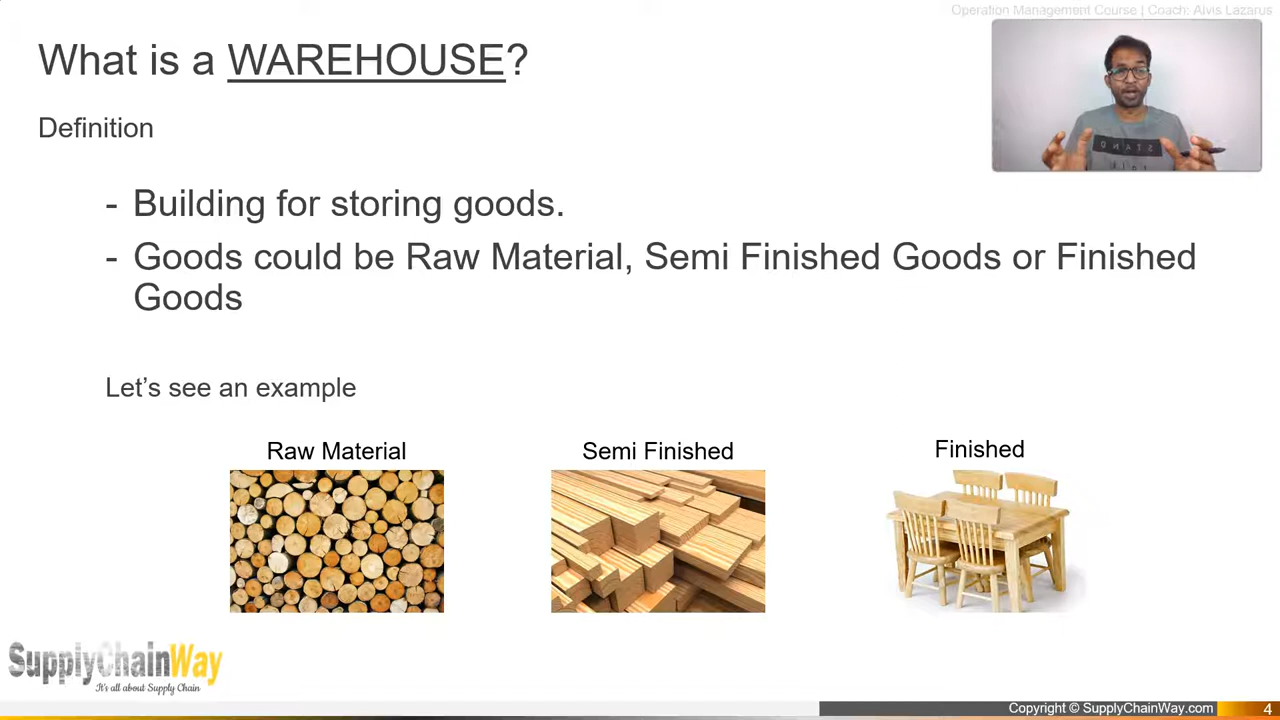 Operation Management Course | Coach: Alvis Lazarus
What is a WAREHOUSE?
Definition
- Building for storing goods.
- Goods could be Raw Material, Semi Finished Goods or Finished
Goods
Let's see an example
Raw Material
Semi Finished
Finished
SupplyChainWay
It's all about Supply Chain
Copyright © SupplyChainWay.com
4